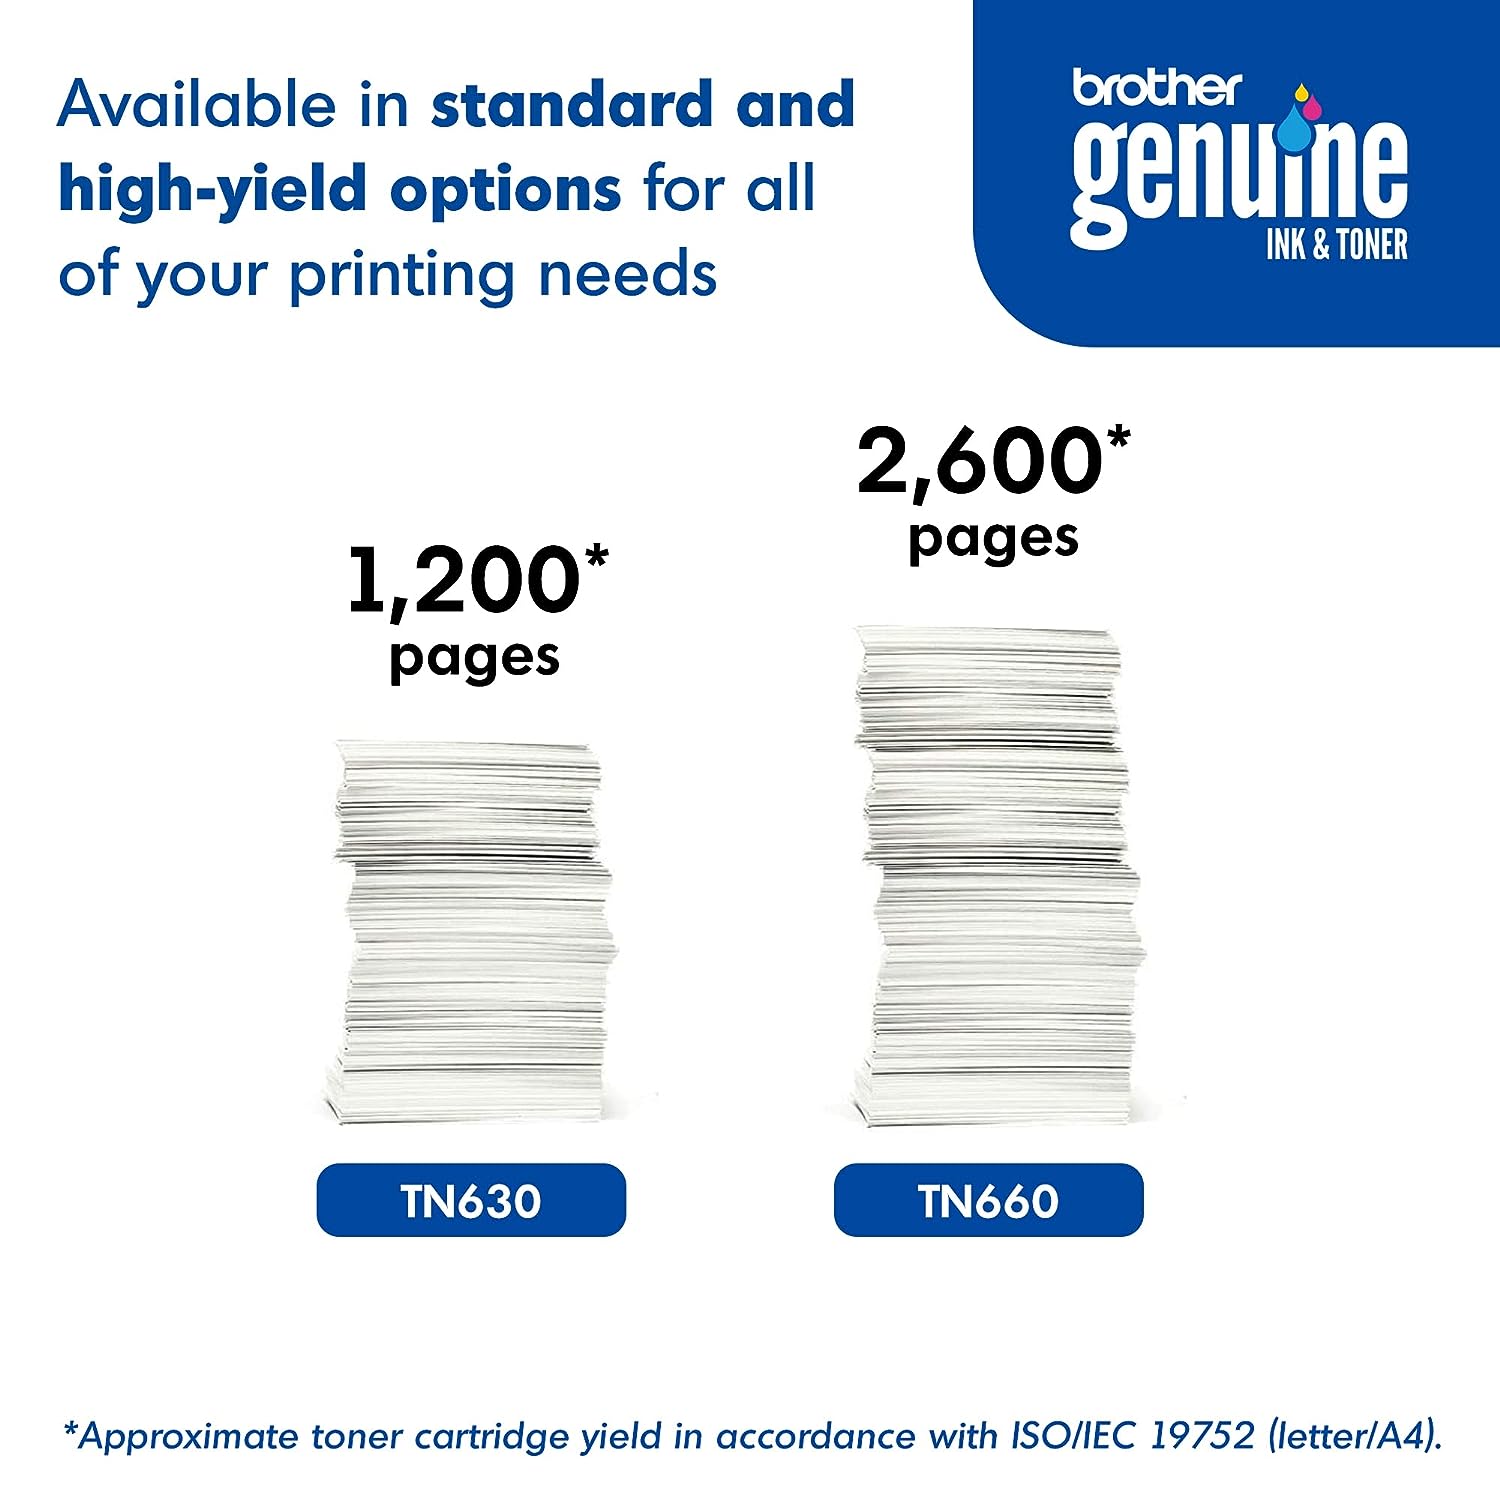 Available in standard and
high-yield options for all
of your printing needs
brother
genuine
INK & TONER
2,600*
pages
1,200*
pages
TN630
TN660
*Approximate toner cartridge yield in accordance with ISO/IEC 19752 (letter/A4).